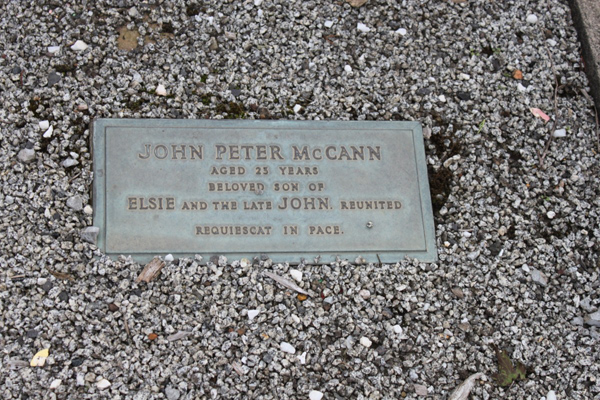 JOHN PETER McCANN
AGED 25 YEARS
BELOVED SON OF
ELSIE AND THE LATE JOHN. REUNITED
REQUIESCAT IN PACE.